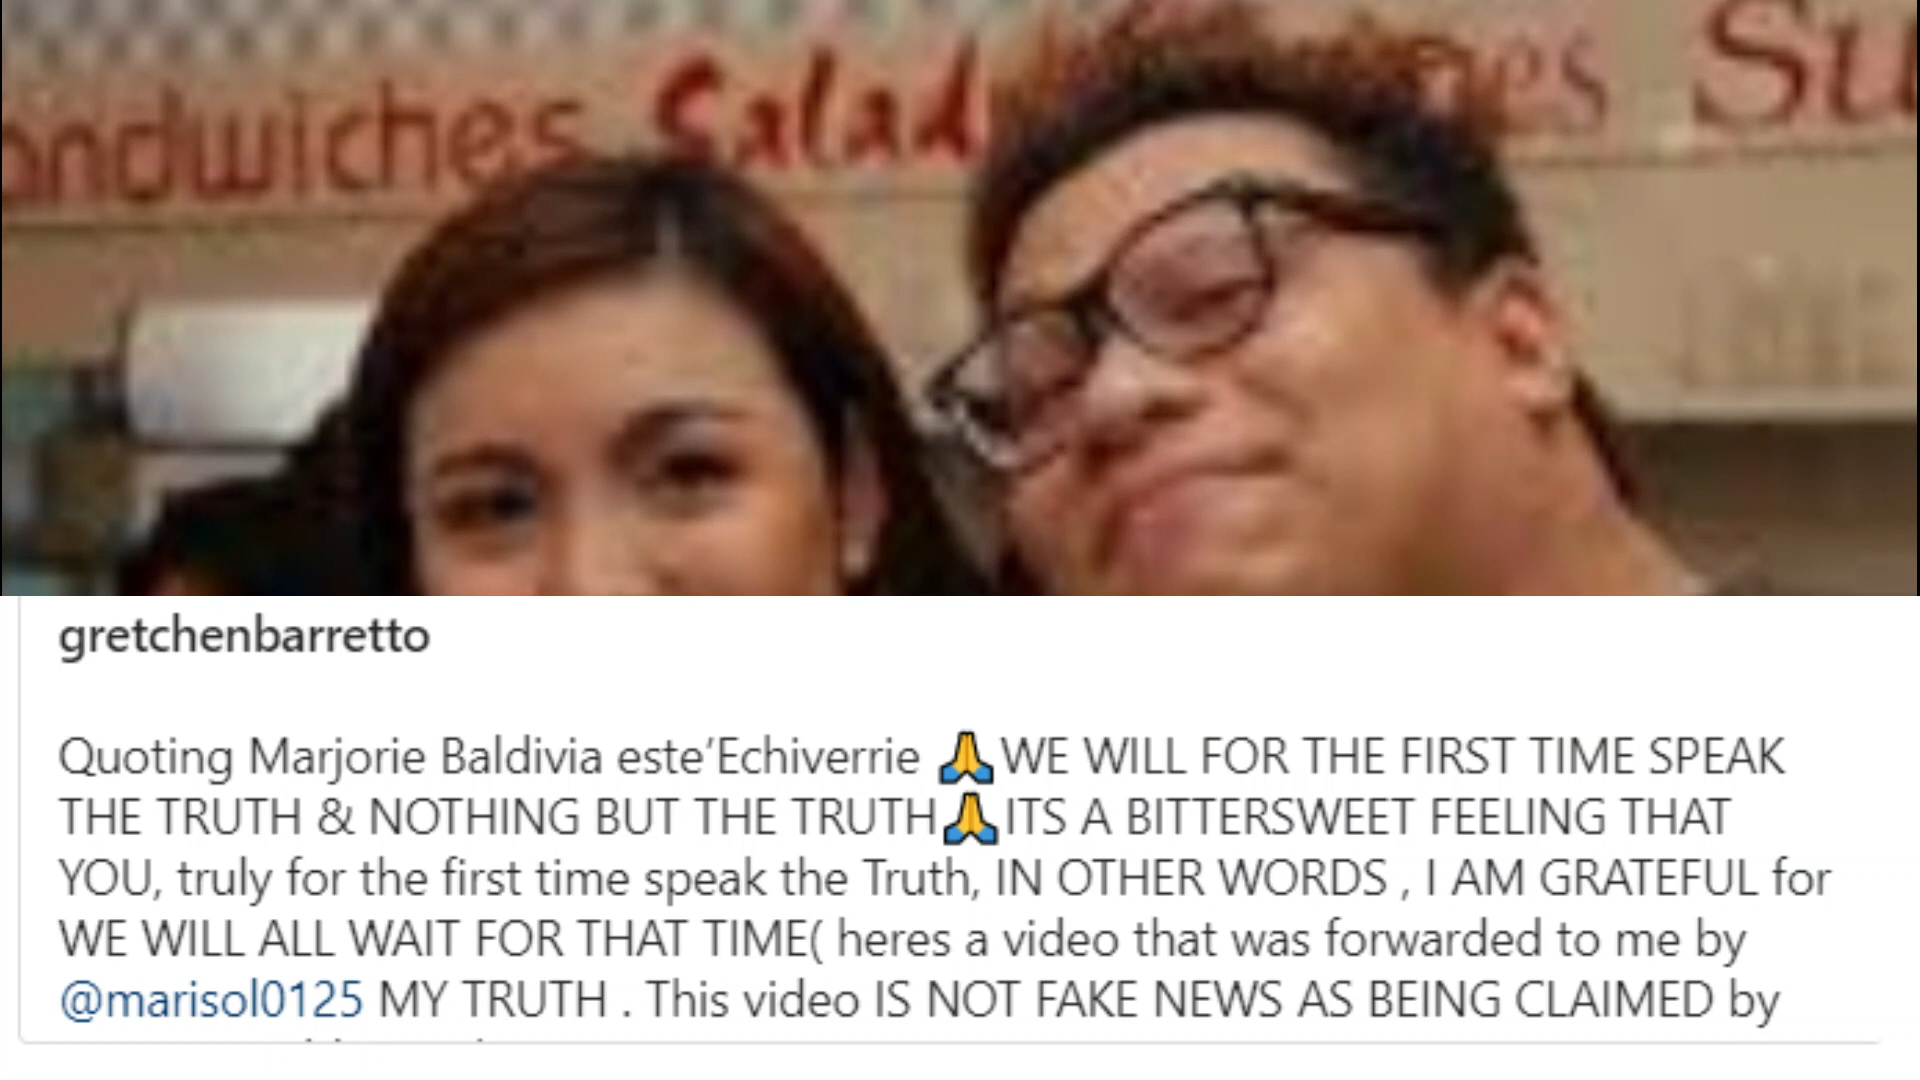 andwiches Salad es Su
gretchenbarretto
Quoting Marjorie Baldivia este’Echiverrie 🙏WE WILL FOR THE FIRST TIME SPEAK
THE TRUTH & NOTHING BUT THE TRUTH🙏ITS A BITTERSWEET FEELING THAT
YOU, truly for the first time speak the Truth, IN OTHER WORDS , I AM GRATEFUL for
WE WILL ALL WAIT FOR THAT TIME( heres a video that was forwarded to me by
@marisol0125 MY TRUTH . This video IS NOT FAKE NEWS AS BEING CLAIMED by